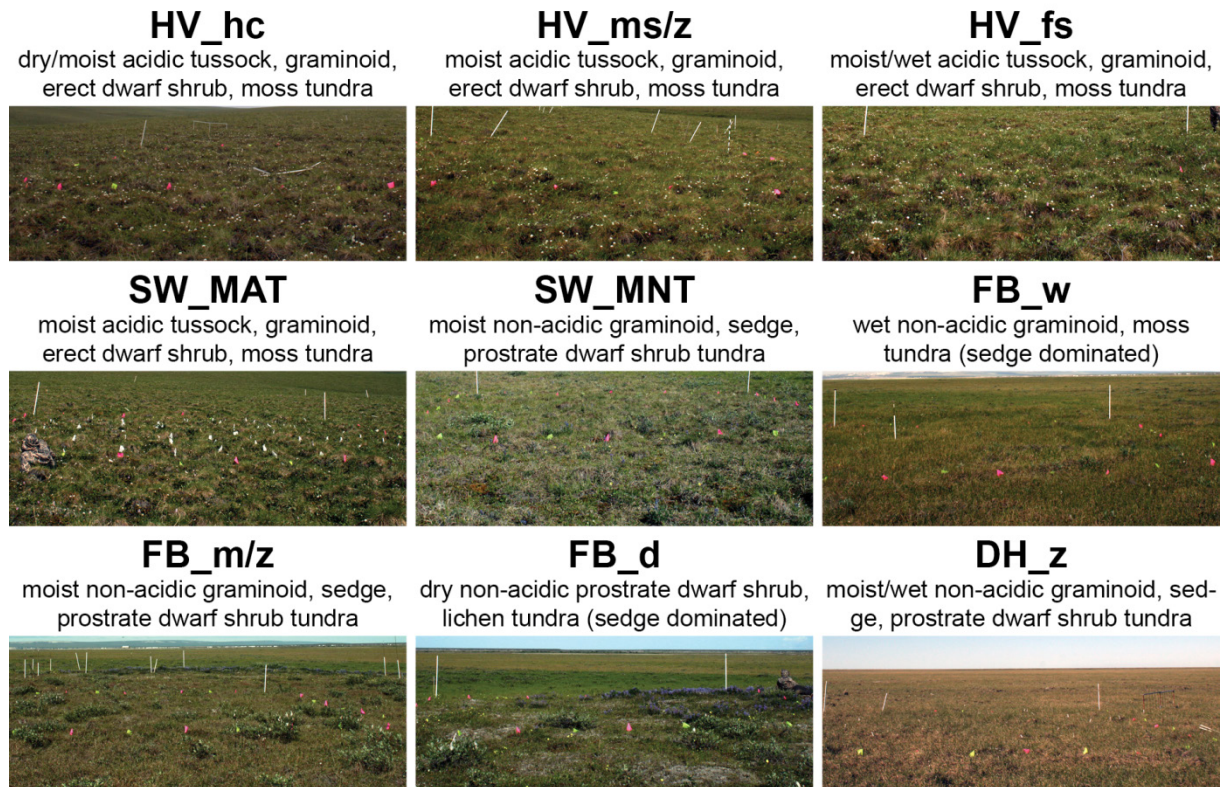 HV_hc
dry/moist acidic tussock, graminoid,
erect dwarf shrub, moss tundra
HV_ms/z
moist acidic tussock, graminoid,
erect dwarf shrub, moss tundra
HV_fs
moist/wet acidic tussock, graminoid,
erect dwarf shrub, moss tundra
SW_MAT
moist acidic tussock, graminoid,
erect dwarf shrub, moss tundra
SW_MNT
moist non-acidic graminoid, sedge,
prostrate dwarf shrub tundra
FB_w
wet non-acidic graminoid, moss
tundra (sedge dominated)
FB_m/z
moist non-acidic graminoid, sedge,
prostrate dwarf shrub tundra
FB_d
dry non-acidic prostrate dwarf shrub,
lichen tundra (sedge dominated)
DH_z
moist/wet non-acidic graminoid, sed-
ge, prostrate dwarf shrub tundra